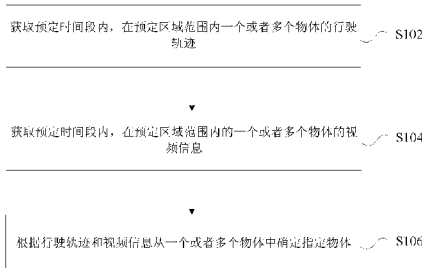 获取预定时间段内，在预定区域范围内一个或者多个物体的行驶
轨迹
S102
获取预定时间段内，在预定区域范围内的一个或者多个物体的视
频信息
S104
根据行驶轨迹和视频信息从一个或者多个物体中确定指定物体
S106